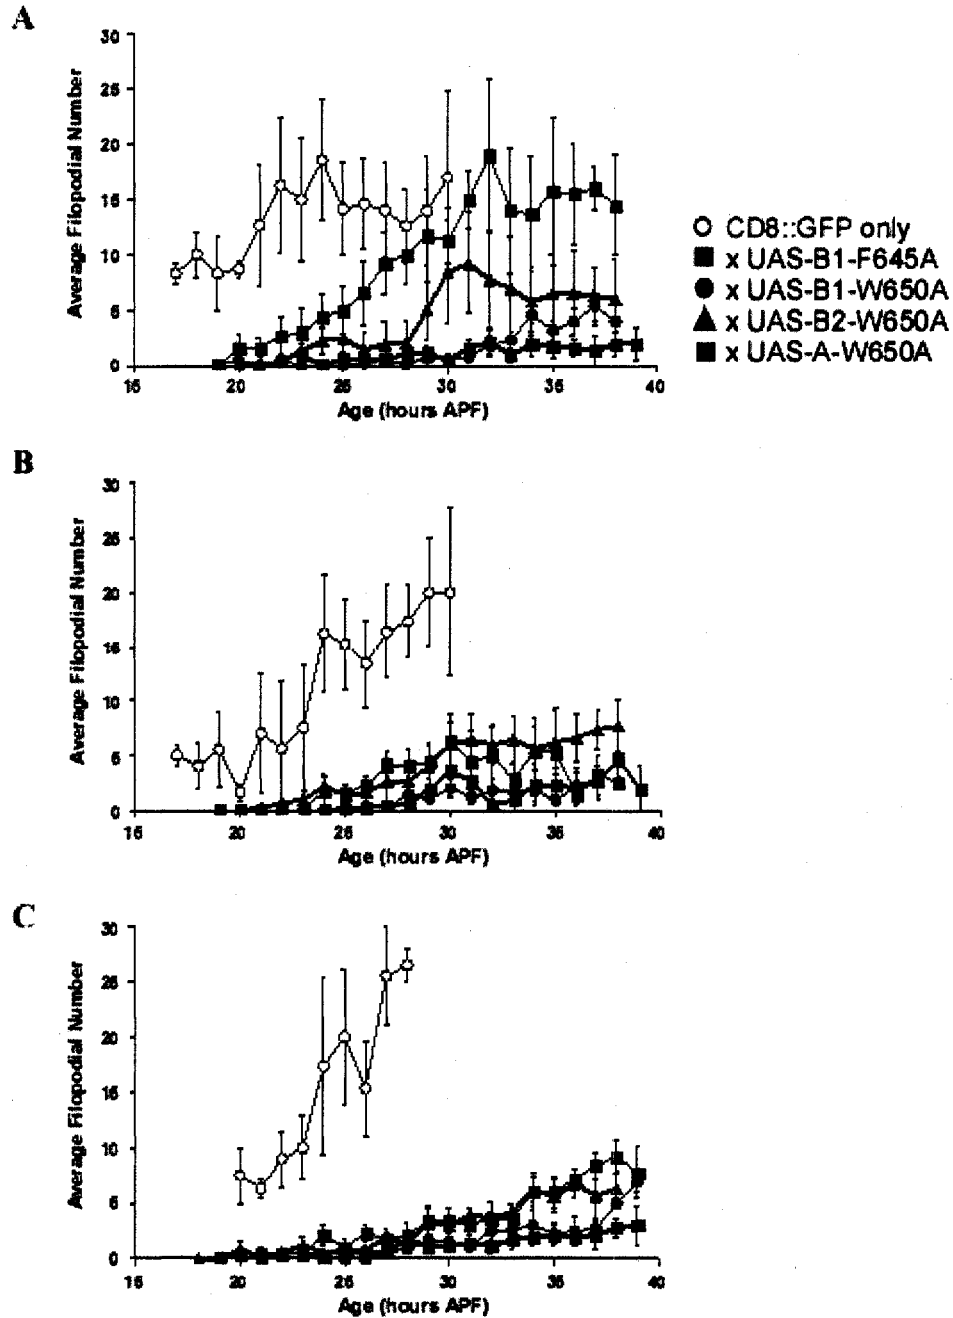 A
30
25
20
15
10
5
0
15 20 25 30 35 40
Average Filopodial Number
Age (hours APF)
CD8::GFP only
x UAS-B1-F645A
x UAS-B1-W650A
x UAS-B2-W650A
x UAS-A-W650A
B
30
25
20
15
10
5
0
15 20 25 30 35 40
Average Filopodial Number
Age (hours APF)
C
30
25
20
15
10
5
0
15 20 25 30 35 40
Average Filopodial Number
Age (hours APF)